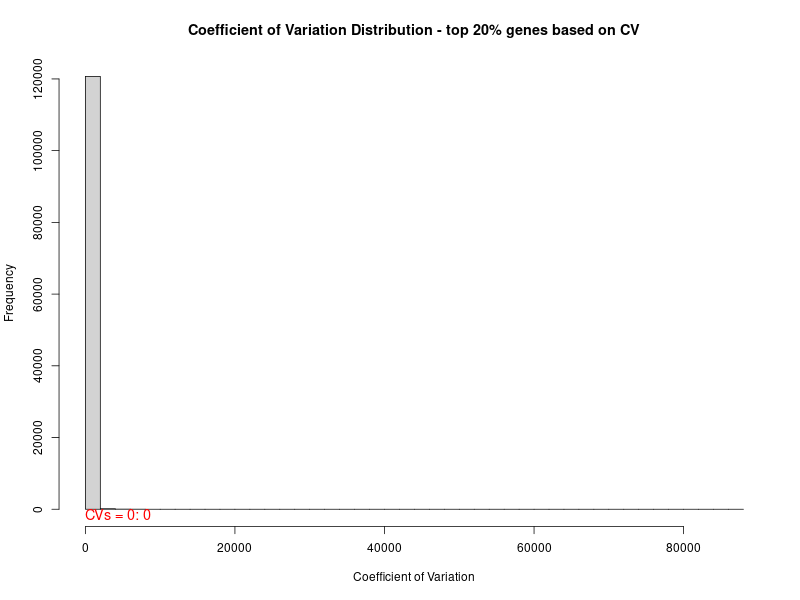 Coefficient of Variation Distribution - top 20% genes based on CV
Frequency
120000
100000
80000
60000
40000
20000
0
CVs = 0: 0
0 20000 40000 60000 80000
Coefficient of Variation